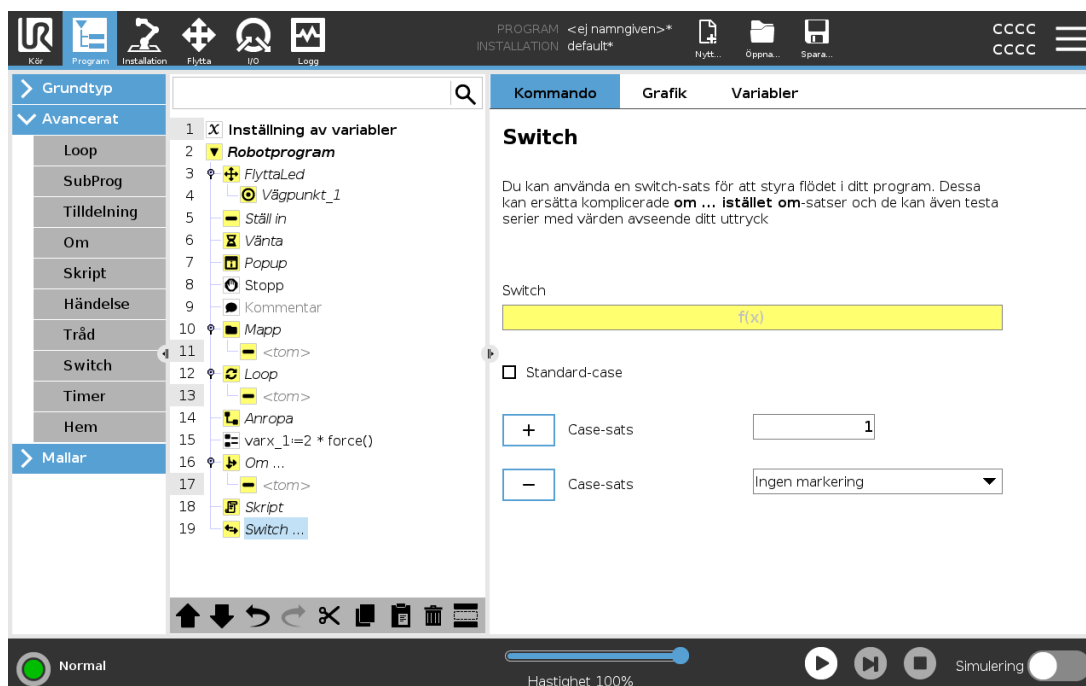 UR
PROGRAM <ej namngiven>*
INSTALLATION default*
CCCC
CCCC
Kör Program Installation Flytta I/O Logg Nytt... Öppna... Spara...
Grundtyp
Avancerat
Loop
SubProg
Tilldelning
Om
Skript
Händelse
Tråd
Switch
Timer
Hem
Mallar
1 X Inställning av variabler
2 Robotprogram
3 FlyttaLed
4 Vägpunkt_1
5 Ställ in
6 Vänta
7 Popup
8 Stopp
9 Kommentar
10 Mapp
11 <tom>
12 Loop
13 <tom>
14 Anropa
15 varx_1:=2 * force()
16 Om ...
17 <tom>
18 Skript
19 Switch ...
Kommando Grafik Variabler
Switch
Du kan använda en switch-sats för att styra flödet i ditt program. Dessa
kan ersätta komplicerade om ... istället om-satser och de kan även testa
serier med värden avseende ditt uttryck
Switch
f(x)
Standard-case
+ Case-sats 1
− Case-sats Ingen markering
Normal
Hastighet 100%
Simulering